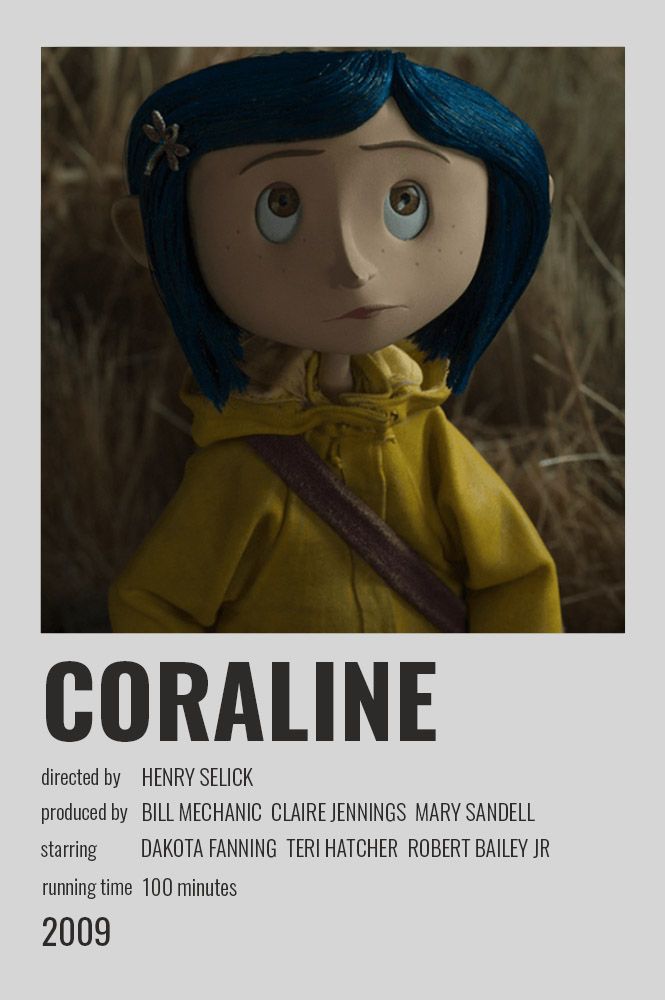 CORALINE
directed by HENRY SELICK
produced by BILL MECHANIC CLAIRE JENNINGS MARY SANDELL
starring DAKOTA FANNING TERI HATCHER ROBERT BAILEY JR
running time 100 minutes
2009